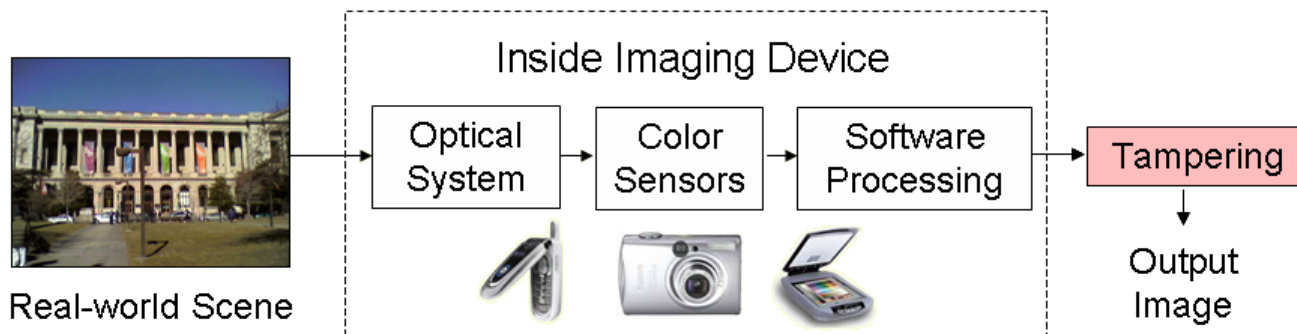 Inside Imaging Device
Optical
System
Color
Sensors
Software
Processing
Tampering
Output
Image
Real-world Scene